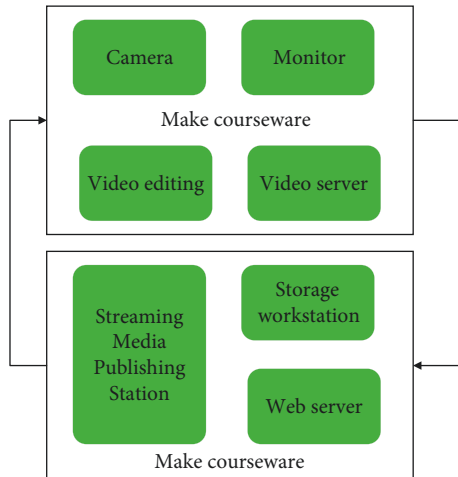 Camera
Monitor
Make courseware
Video editing
Video server
Streaming
Media
Publishing
Station
Storage
workstation
Web server
Make courseware